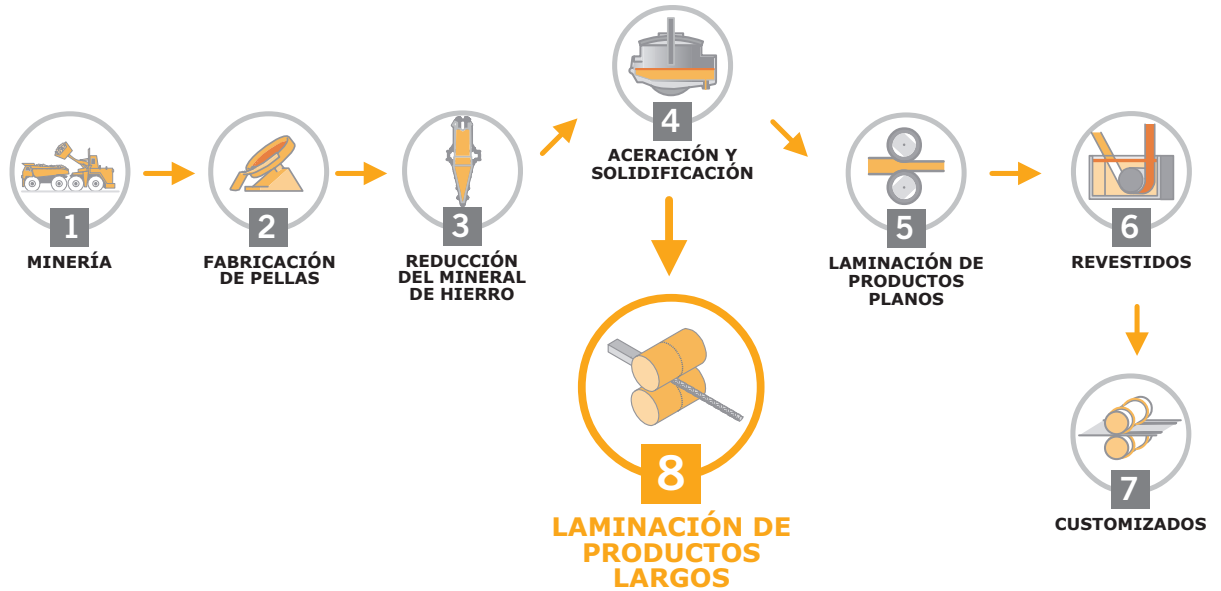 1
MINERÍA
2
FABRICACIÓN
DE PELLAS
3
REDUCCIÓN
DEL MINERAL
DE HIERRO
4
ACERACIÓN Y
SOLIDIFICACIÓN
5
LAMINACIÓN DE
PRODUCTOS
PLANOS
6
REVESTIDOS
7
CUSTOMIZADOS
8
LAMINACIÓN DE
PRODUCTOS
LARGOS